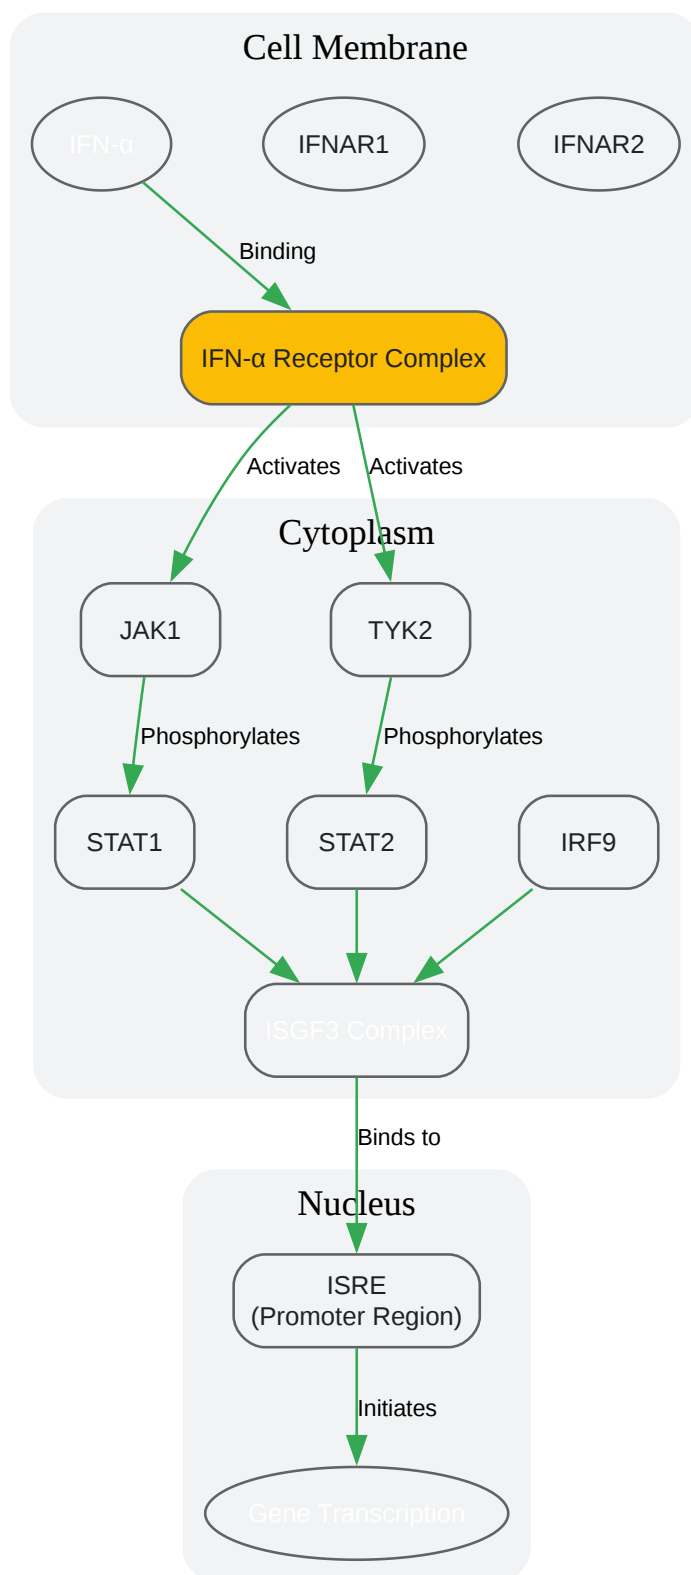 Cell Membrane
IFN-α
IFNAR1
IFNAR2
Binding
IFN-α Receptor Complex
Activates
Activates
Cytoplasm
JAK1
TYK2
Phosphorylates
Phosphorylates
STAT1
STAT2
IRF9
ISGF3 Complex
Binds to
Nucleus
ISRE
(Promoter Region)
Initiates
Gene Transcription